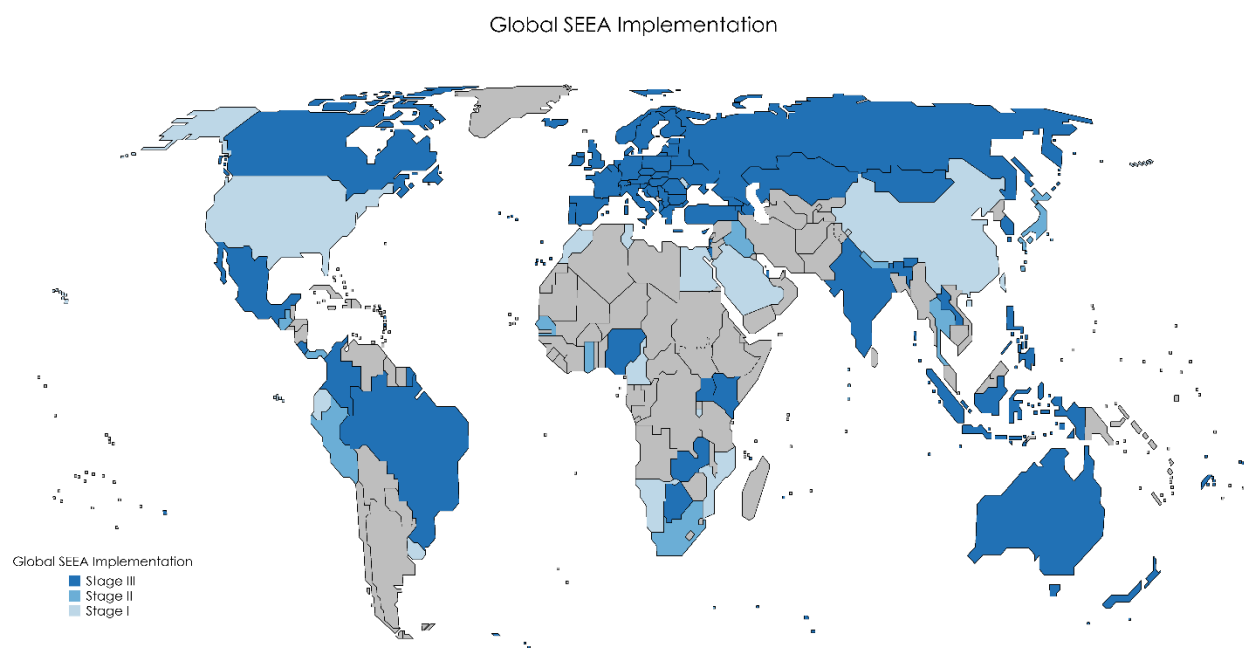 Global SEEA Implementation
Global SEEA Implementation
Stage III
Stage II
Stage I